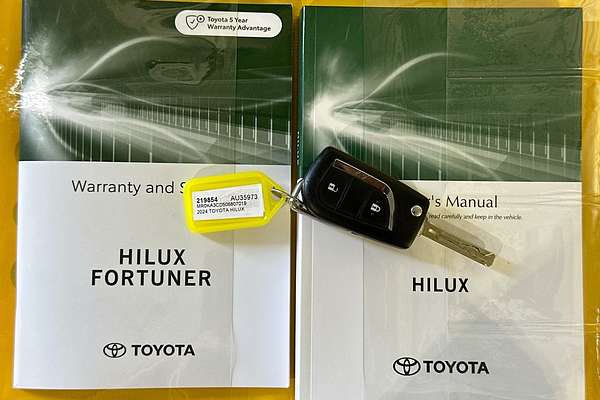 Toyota 5 Year
Warranty Advantage
Warranty and S
HILUX
FORTUNER
TOYOTA
219854 AU35973
2024 TOYOTA HILUX
's Manual
read carefully and keep in the vehicle.
HILUX
TOYOTA